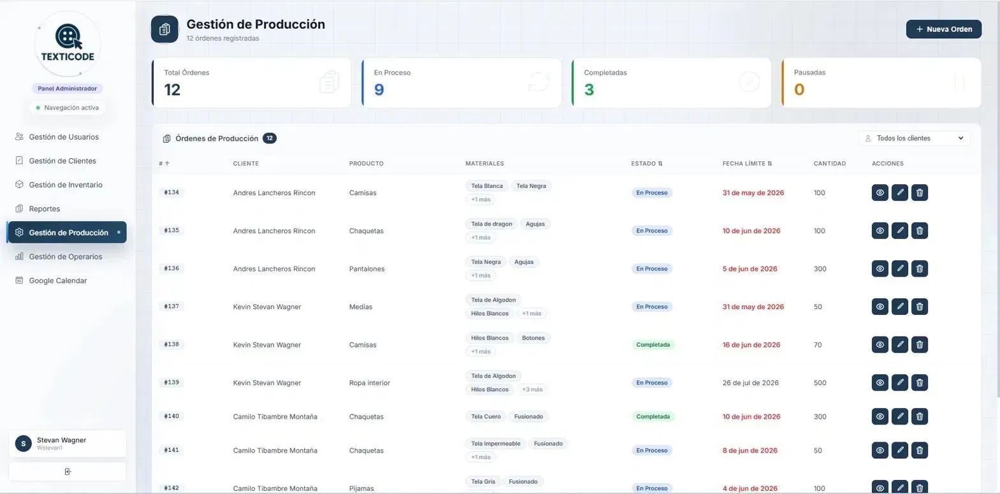 TEXTICODE
Panel Administrador
Navegación activa
Gestión de Usuarios
Gestión de Clientes
Gestión de Inventario
Reportes
Gestión de Producción
Gestión de Operarios
Google Calendar
S
Stevan Wagner
Wstevan1
Gestión de Producción
12 órdenes registradas
+ Nueva Orden
Total Órdenes
12
En Proceso
9
Completadas
3
Pausadas
0
Órdenes de Producción 12
Todos los clientes
# ↑ CLIENTE PRODUCTO MATERIALES ESTADO ⇅ FECHA LÍMITE ⇅ CANTIDAD ACCIONES
#134 Andres Lancheros Rincon Camisas Tela Blanca Tela Negra +1 más En Proceso 31 de may de 2026 100
#135 Andres Lancheros Rincon Chaquetas Tela de dragon Agujas +1 más En Proceso 10 de jun de 2026 100
#136 Andres Lancheros Rincon Pantalones Tela Negra Agujas +1 más En Proceso 5 de jun de 2026 300
#137 Kevin Stevan Wagner Medias Tela de Algodon Hilos Blancos +1 más En Proceso 31 de may de 2026 50
#138 Kevin Stevan Wagner Camisas Hilos Blancos Botones +1 más Completada 16 de jun de 2026 70
#139 Kevin Stevan Wagner Ropa interior Tela de Algodon Hilos Blancos +3 más En Proceso 26 de jul de 2026 500
#140 Camilo Tibambre Montaña Chaquetas Tela Cuero Fusionado Completada 10 de jun de 2026 300
#141 Camilo Tibambre Montaña Chaquetas Tela Impermeable Fusionado +1 más En Proceso 8 de jun de 2026 50
#142 Camilo Tibambre Montaña Pijamas Tela Gris Fusionado En Proceso 4 de jun de 2026 100